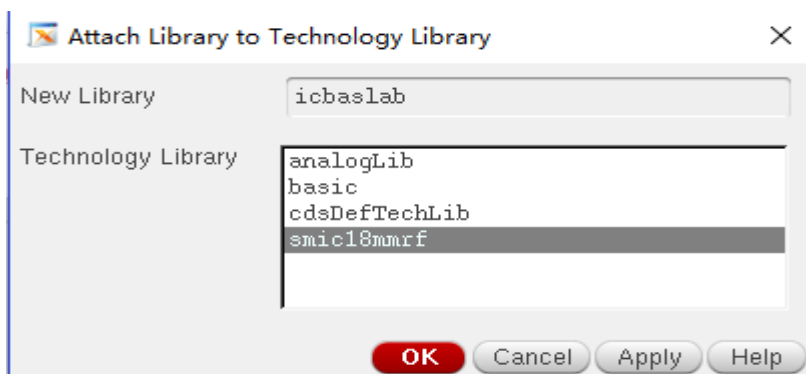 Attach Library to Technology Library
New Library
icbaslab
Technology Library
analogLib
basic
cdsDefTechLib
smic18mmrf
OK Cancel Apply Help